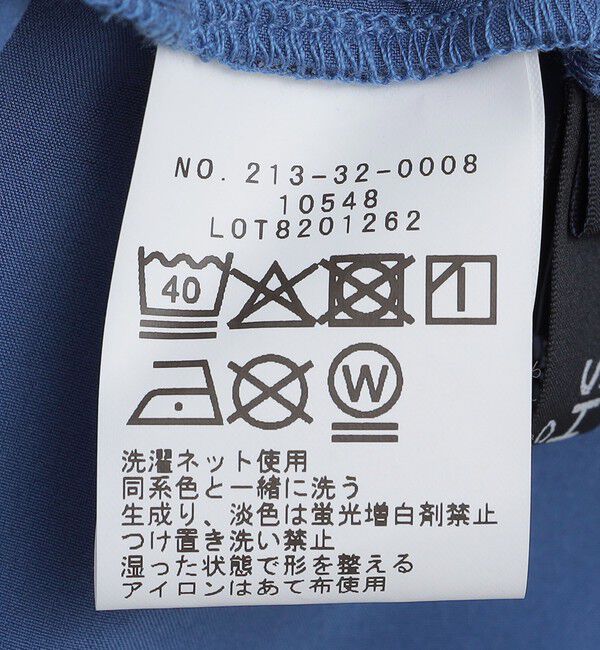 NO. 213-32-0008
10548
LOT8201262
40
W
洗濯ネット使用
同系色と一緒に洗う
生成り、淡色は蛍光増白剤禁止
つけ置き洗い禁止
湿った状態で形を整える
アイロンはあて布使用